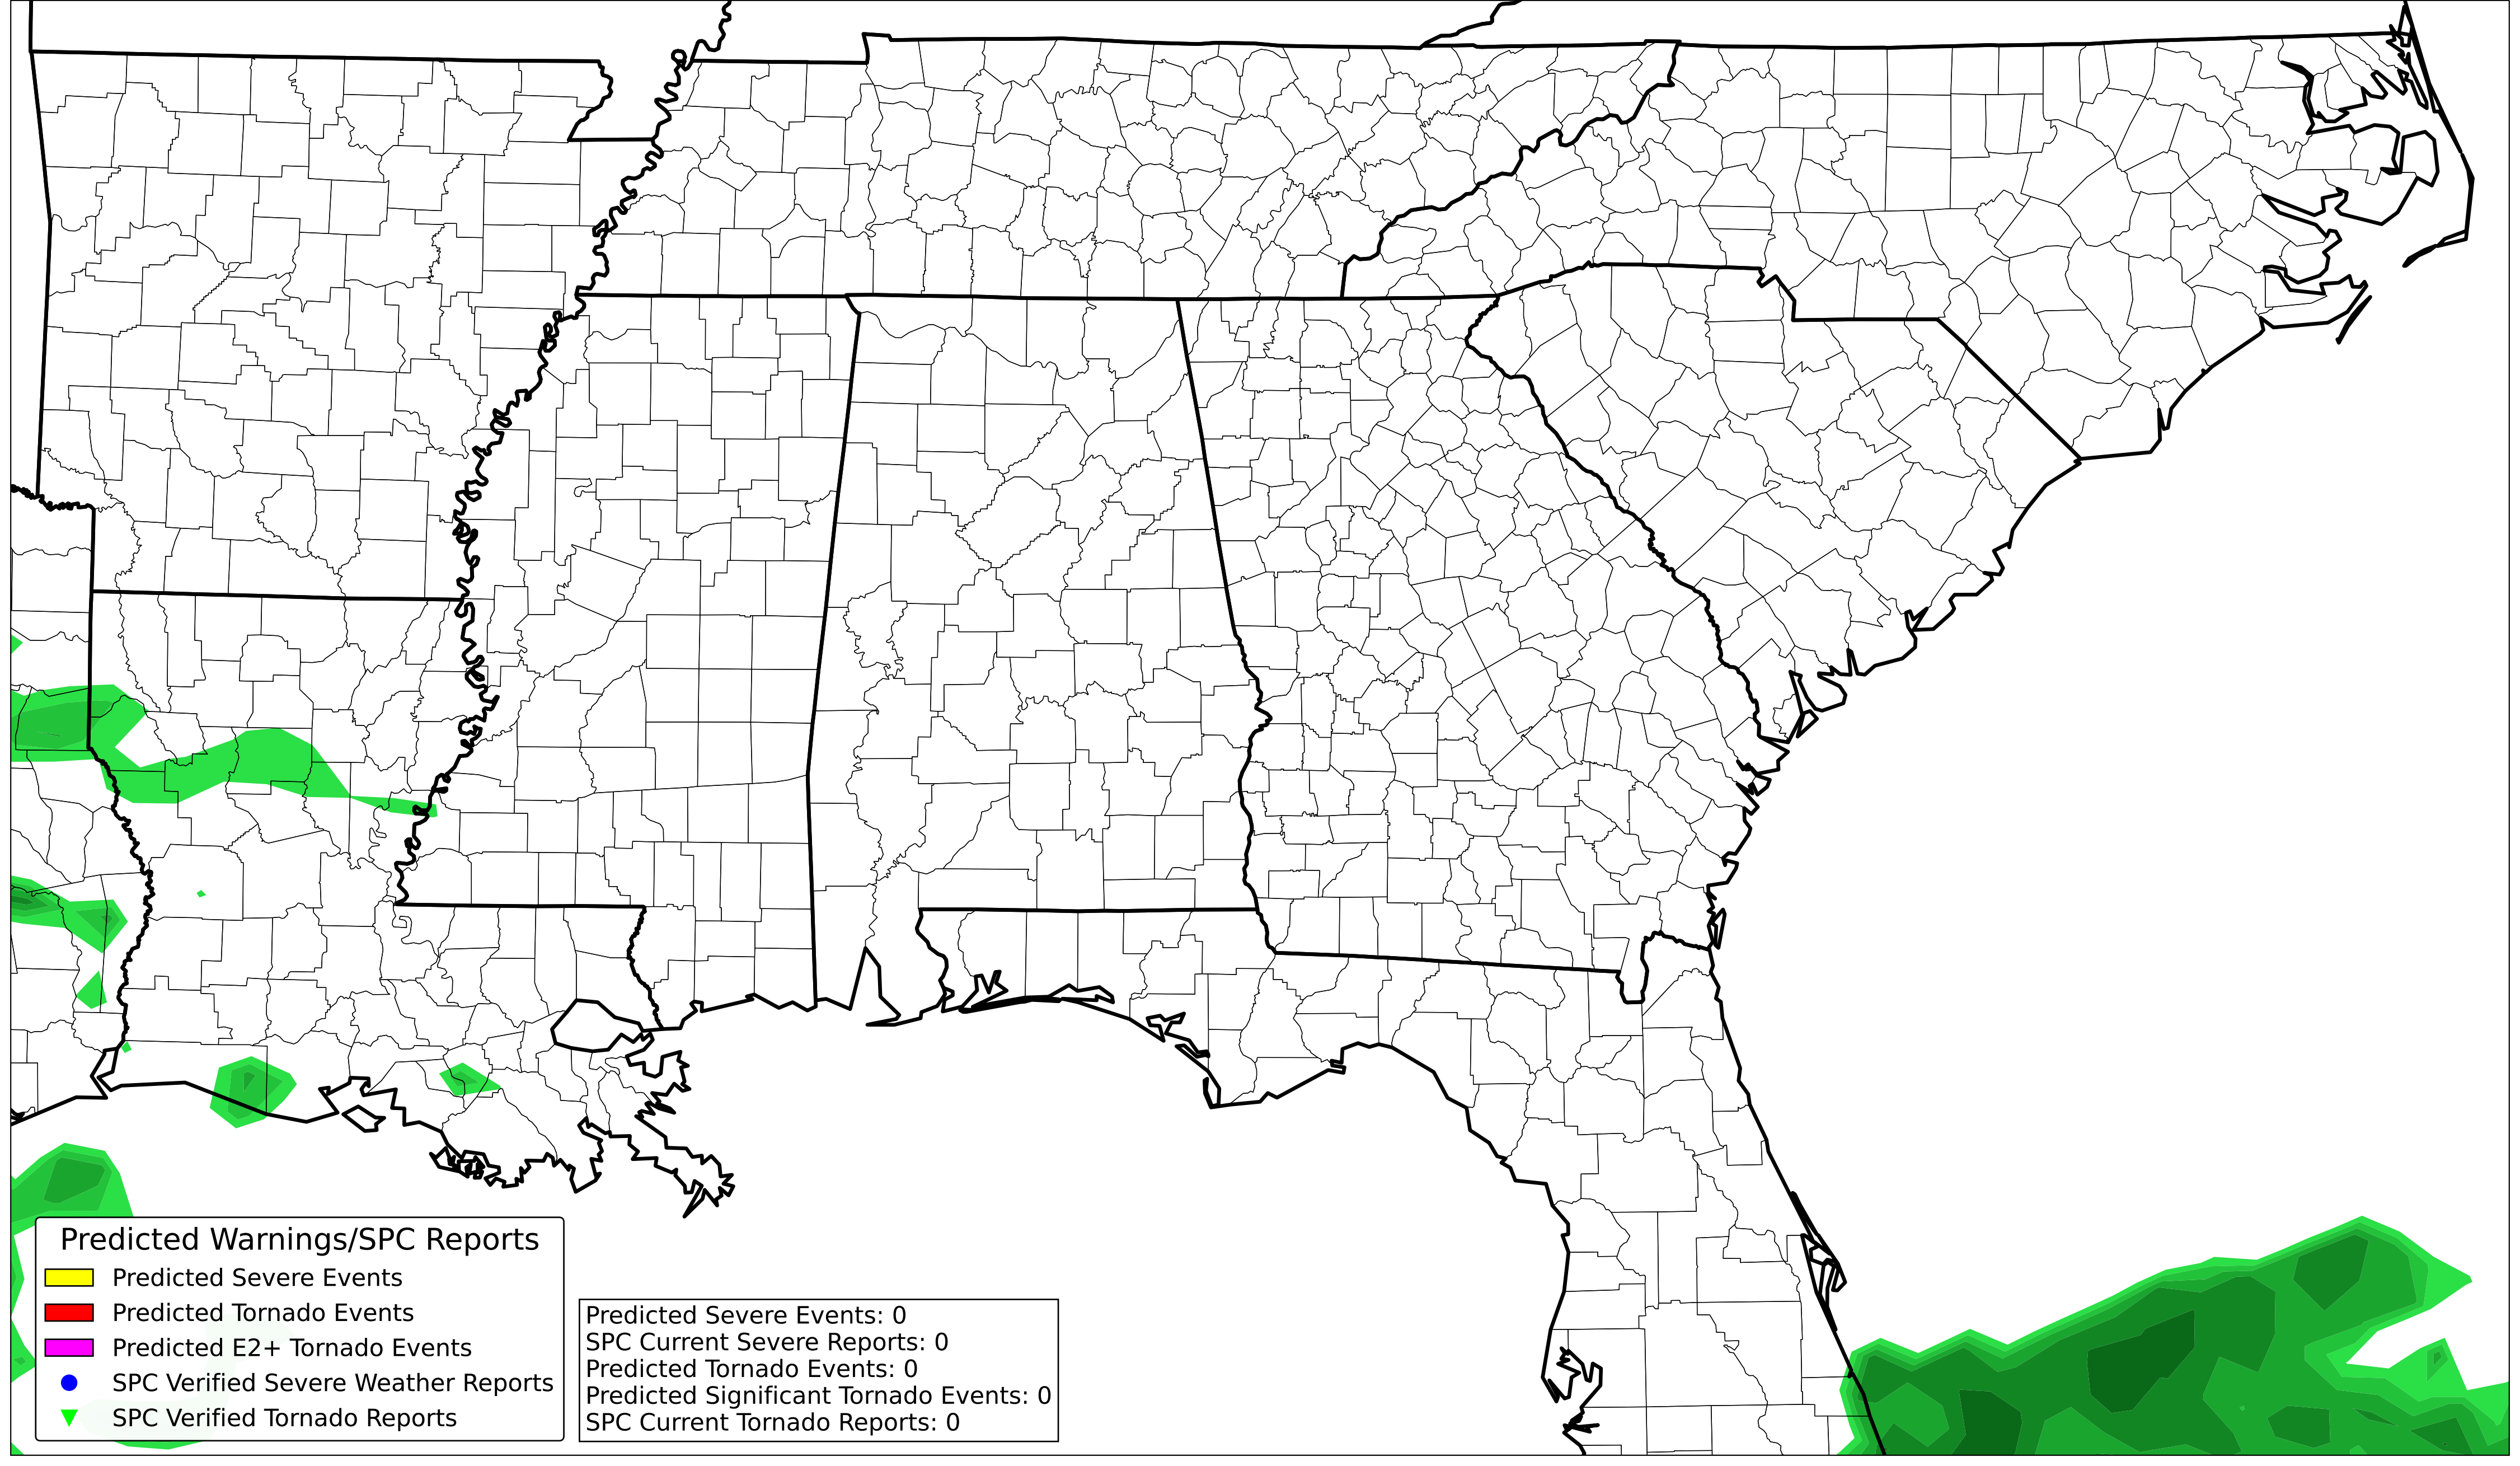 Predicted Warnings/SPC Reports
Predicted Severe Events
Predicted Tornado Events
Predicted E2+ Tornado Events
SPC Verified Severe Weather Reports
SPC Verified Tornado Reports
Predicted Severe Events: 0
SPC Current Severe Reports: 0
Predicted Tornado Events: 0
Predicted Significant Tornado Events: 0
SPC Current Tornado Reports: 0